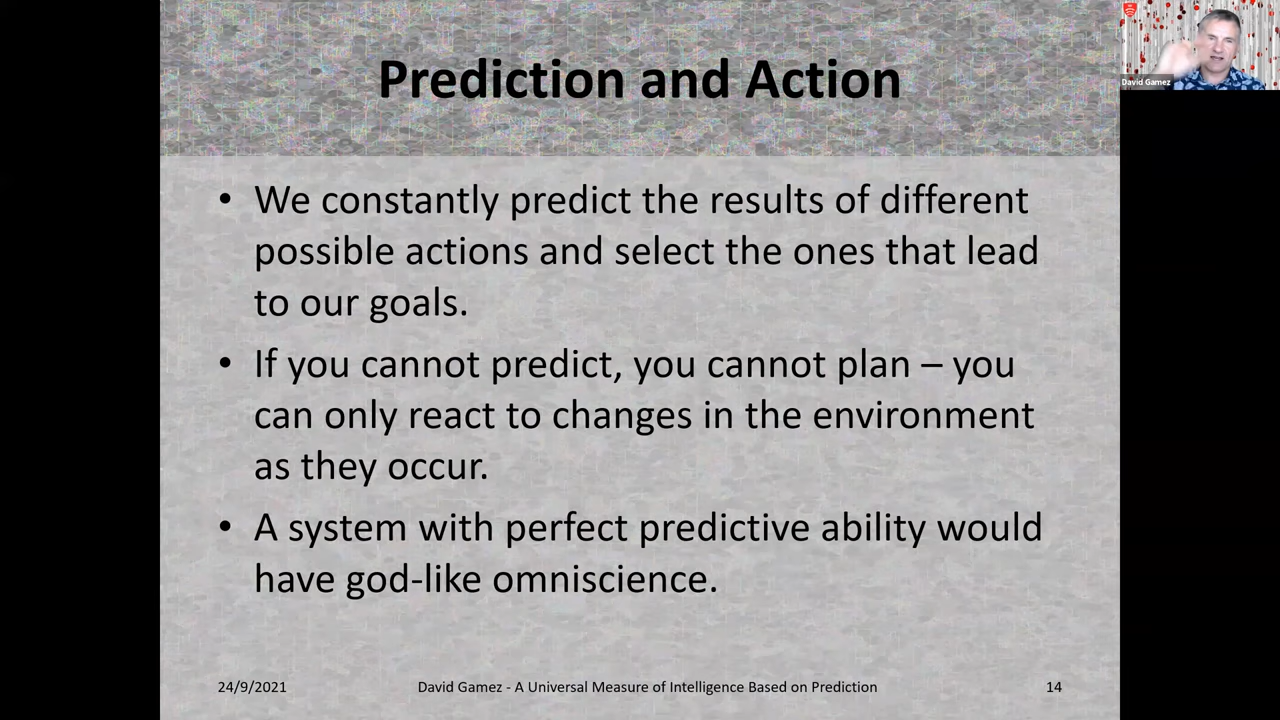 Prediction and Action
David Gamez
• We constantly predict the results of different
possible actions and select the ones that lead
to our goals.
• If you cannot predict, you cannot plan – you
can only react to changes in the environment
as they occur.
• A system with perfect predictive ability would
have god-like omniscience.
24/9/2021
David Gamez - A Universal Measure of Intelligence Based on Prediction
14